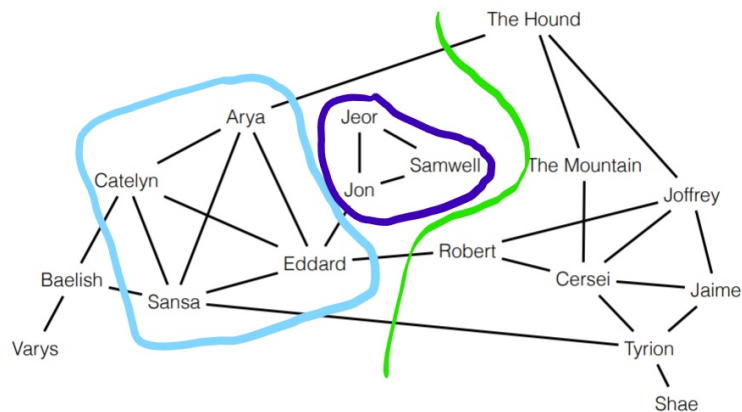 The Hound
Arya
Jeor
Samwell
The Mountain
Catelyn
Jon
Joffrey
Robert
Eddard
Baelish
Cersei
Jaime
Sansa
Varys
Tyrion
Shae